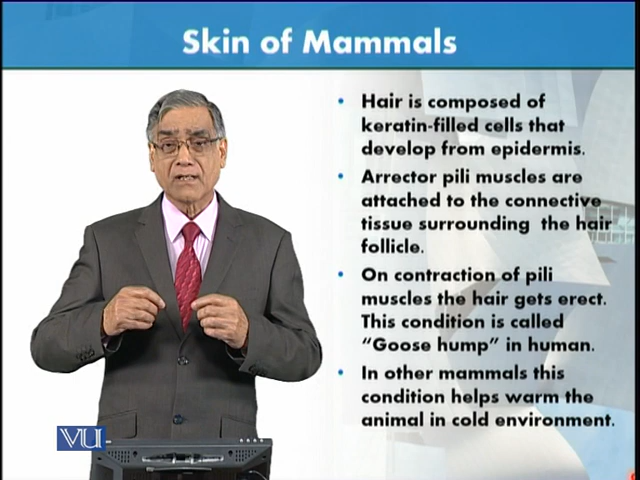 Skin of Mammals
• Hair is composed of
keratin-filled cells that
develop from epidermis.
• Arrector pili muscles are
attached to the connective
tissue surrounding the hair
follicle.
• On contraction of pili
muscles the hair gets erect.
This condition is called
“Goose hump” in human.
• In other mammals this
condition helps warm the
animal in cold environment.
VU